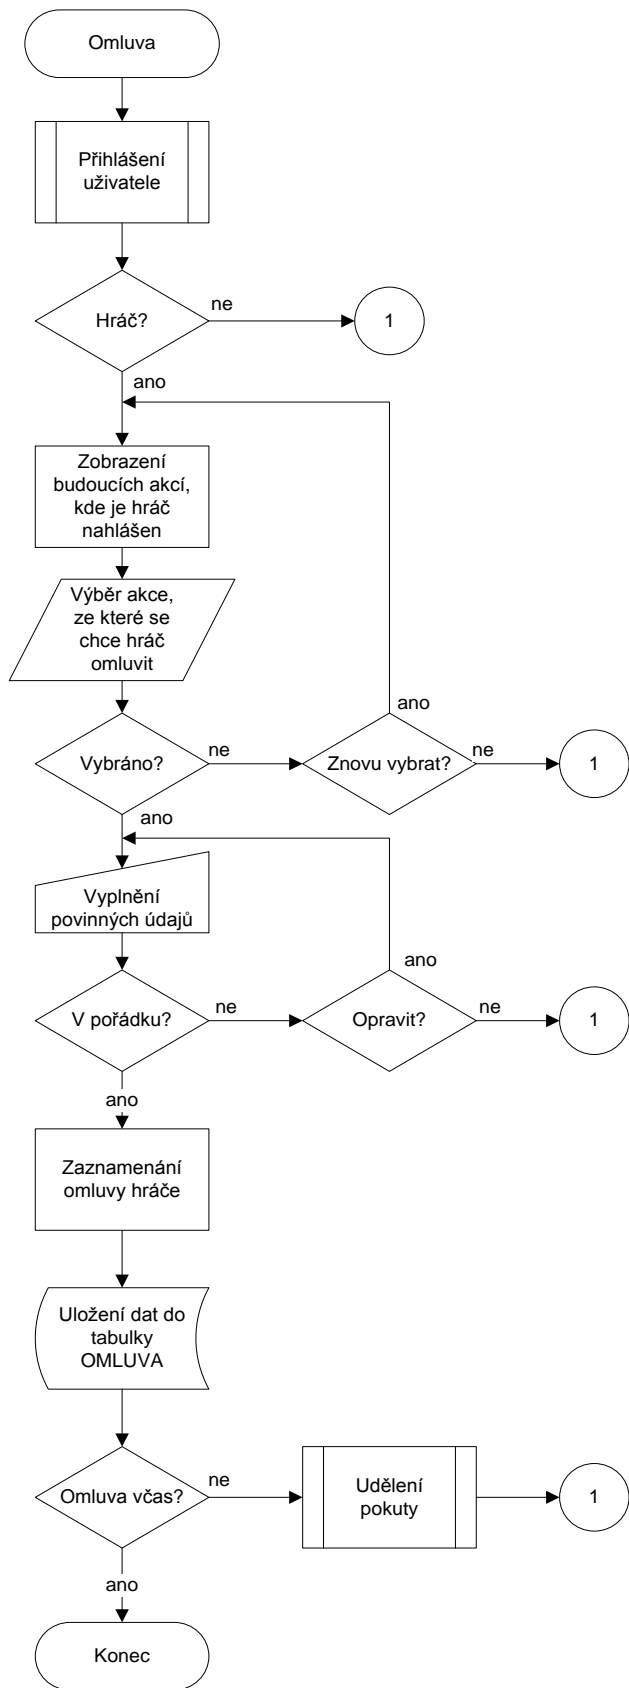 Omluva
Přihlášení
uživatele
Hráč?
ne
1
ano
Zobrazení
budoucích akcí,
kde je hráč
nahlášen
Výběr akce,
ze které se
chce hráč
omluvit
ano
Vybráno?
ne
Znovu vybrat?
ne
1
ano
Vyplnění
povinných údajů
ano
V pořádku?
ne
Opravit?
ne
1
ano
Zaznamenání
omluvy hráče
Uložení dat do
tabulky
OMLUVA
Omluva včas?
ne
Udělení
pokuty
1
ano
Konec